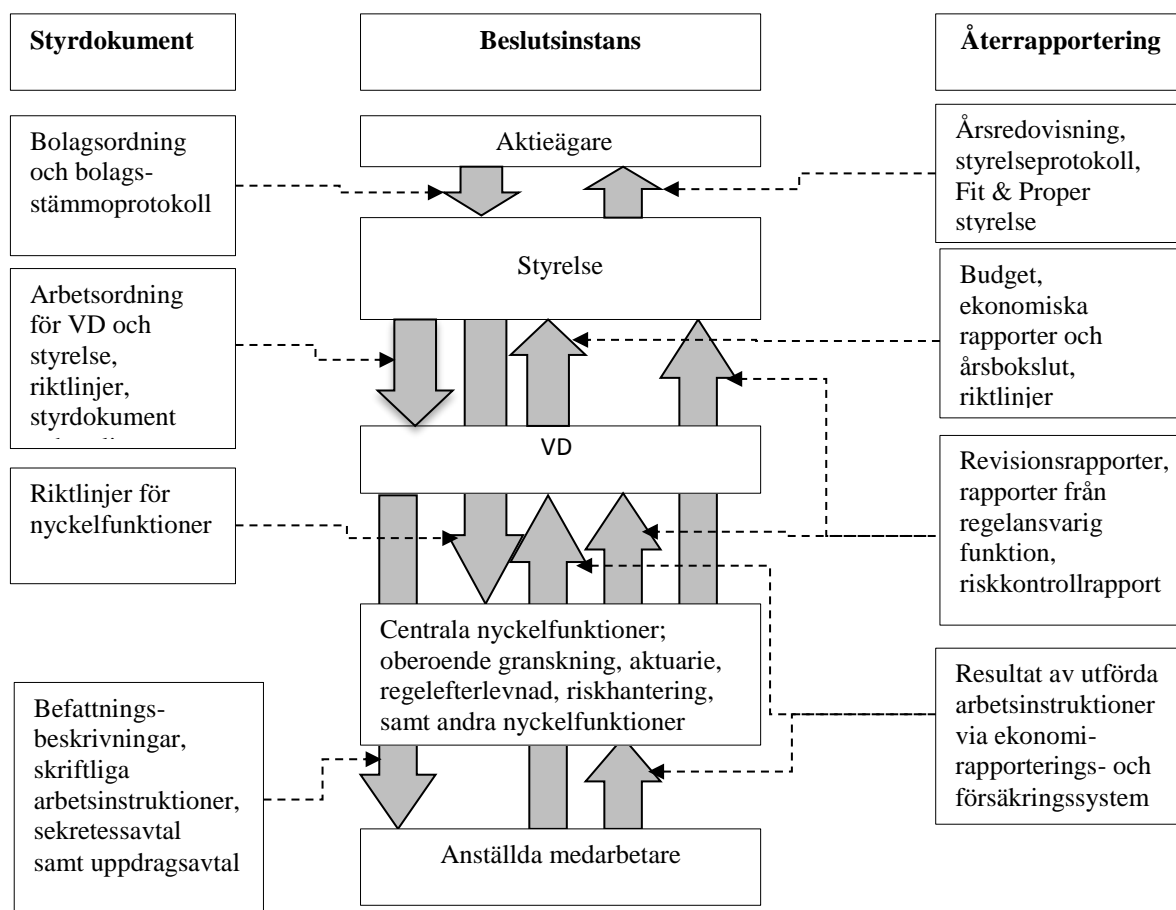 Styrdokument
Beslutsinstans
Återrapportering
Bolagsordning
och bolags-
stämmoprotokoll
Aktieägare
Årsredovisning,
styrelseprotokoll,
Fit & Proper
styrelse
Styrelse
Arbetsordning
för VD och
styrelse,
riktlinjer,
styrdokument
Budget,
ekonomiska
rapporter och
årsbokslut,
riktlinjer
VD
Riktlinjer för
nyckelfunktioner
Revisionsrapporter,
rapporter från
regelansvarig
funktion,
riskkontrollrapport
Centrala nyckelfunktioner;
oberoende granskning, aktuarie,
regelefterlevnad, riskhantering,
samt andra nyckelfunktioner
Befattnings-
beskrivningar,
skriftliga
arbetsinstruktioner,
sekretessavtal
samt uppdragsavtal
Resultat av utförda
arbetsinstruktioner
via ekonomi-
rapporterings- och
försäkringssystem
Anställda medarbetare